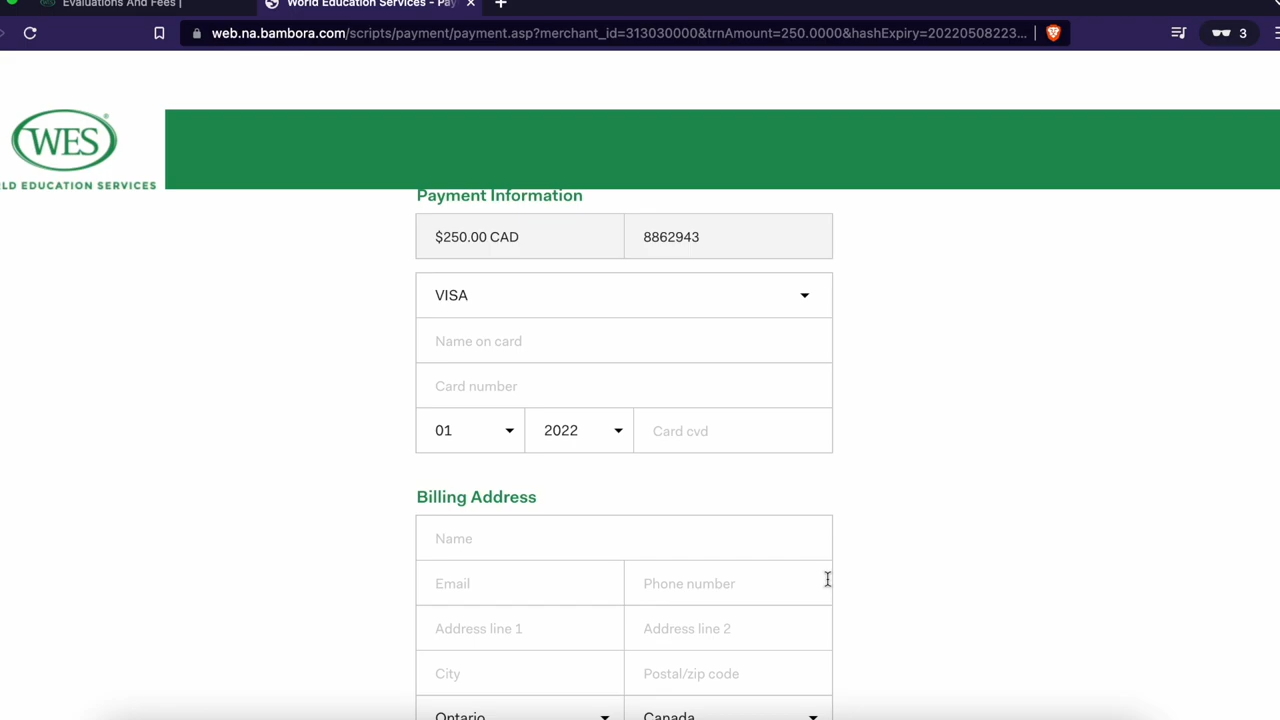 Evaluations And Fees |
World Education Services - Pay
web.na.bambora.com/scripts/payment/payment.asp?merchant_id=313030000&trnAmount=250.0000&hashExpiry=20220508223...
3
WES
LD EDUCATION SERVICES
Payment Information
$250.00 CAD 8862943
VISA
Name on card
Card number
01 2022 Card cvd
Billing Address
Name
Email Phone number
Address line 1 Address line 2
City Postal/zip code
Ontario Canada